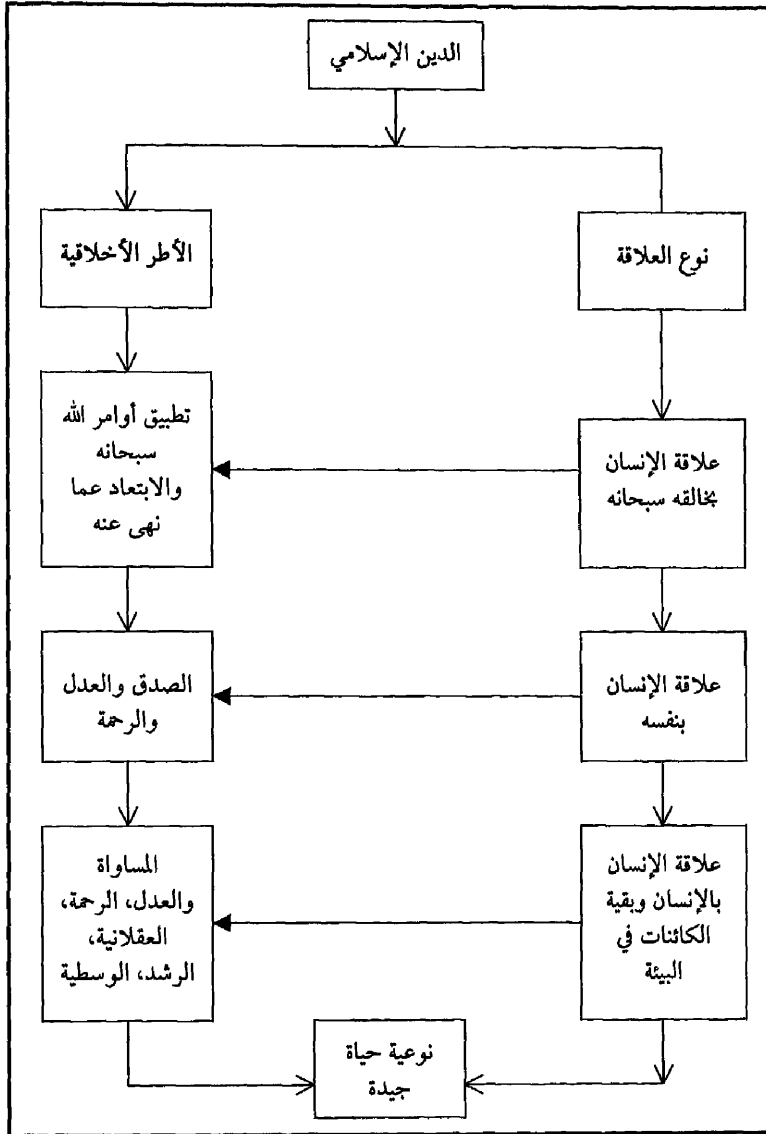 الدين الإسلامي
نوع العلاقة
الأطر الأخلاقية
علاقة الإنسان
بخالقه سبحانه
تطبيق أوامر الله
سبحانه
والابتعاد عما
نهى عنه
علاقة الإنسان
بنفسه
الصدق والعدل
والرحمة
علاقة الإنسان
بالإنسان وبقية
الكائنات في
البيئة
المساواة
والعدل، الرحمة،
العقلانية،
الرشد، الوسطية
نوعية حياة
جيدة